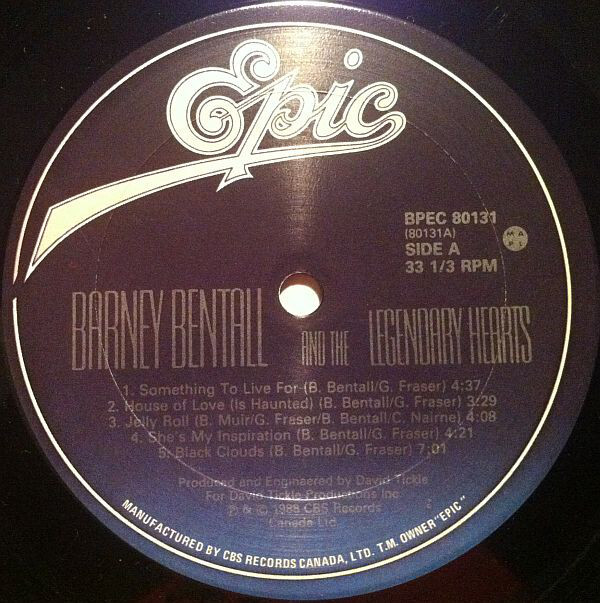 Epic
BPEC 80131
(80131A)
SIDE A
33 1/3 RPM
MAPL
BARNEY BENTALL AND THE LEGENDARY HEARTS
1. Something To Live For (B. Bentall/G. Fraser) 4:37
2. House of Love (Is Haunted) (B. Bentall/G. Fraser) 3:29
3. Jelly Roll (B. Muir/G. Fraser/B. Bentall/C. Nairne) 4:08
4. She's My Inspiration (B. Bentall/G. Fraser) 4:21
5. Black Clouds (B. Bentall/G. Fraser) 7:01
Produced and Engineered by David Tickle
For David Tickle Productions Inc.
℗ & © 1988 CBS Records
Canada Ltd.
MANUFACTURED BY CBS RECORDS CANADA, LTD. T.M. OWNER "EPIC"